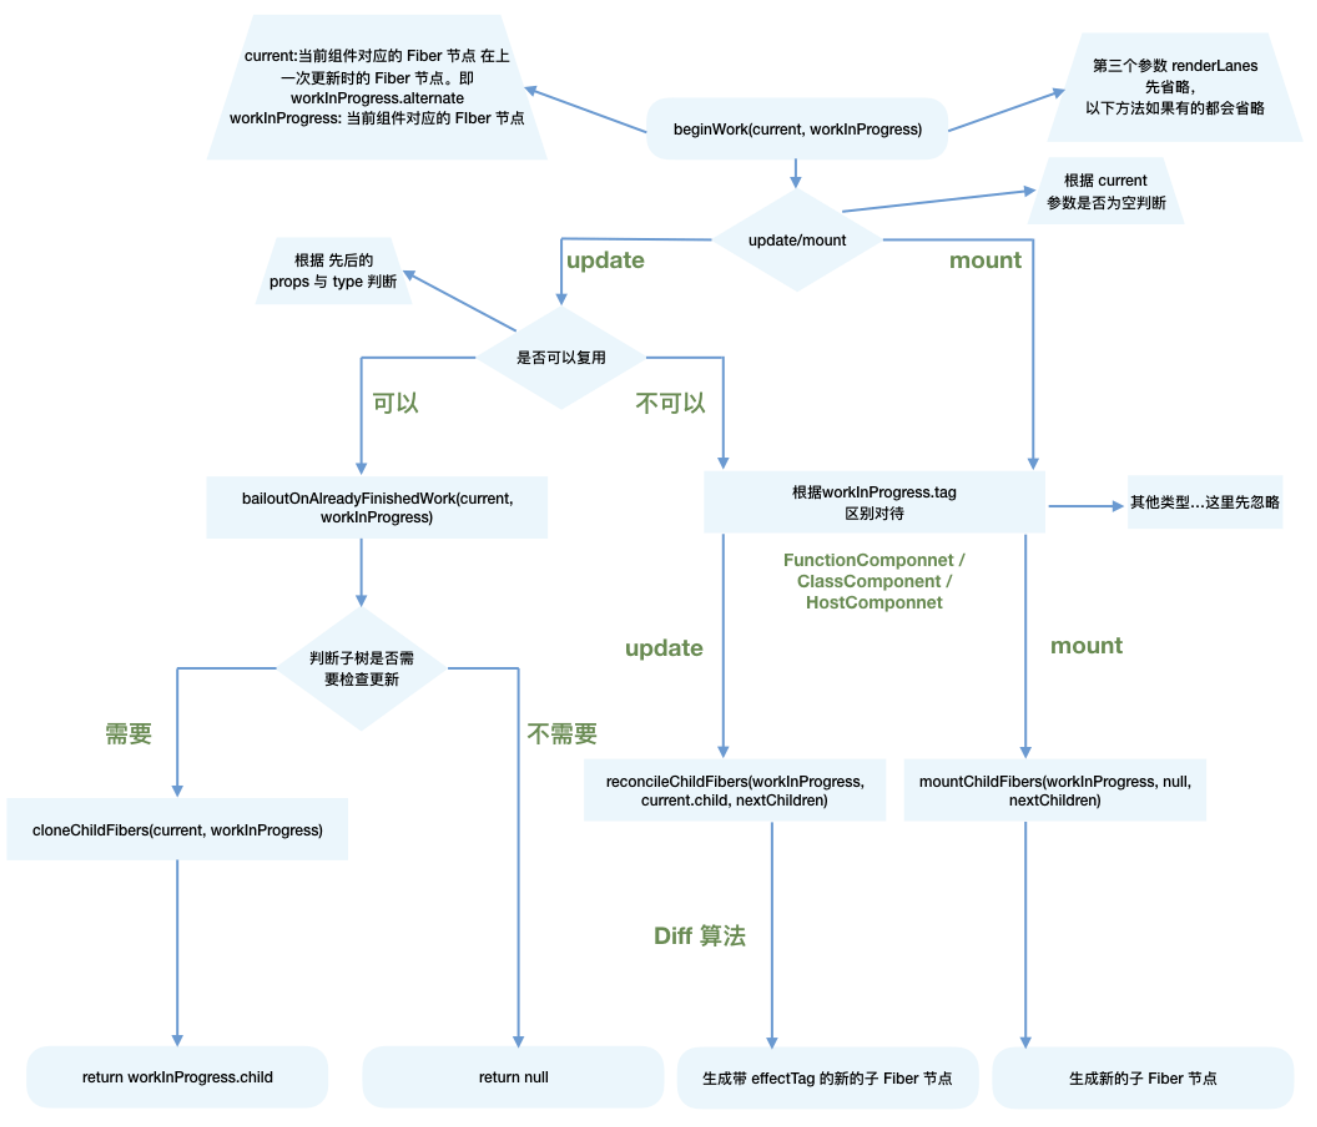 current:当前组件对应的 Fiber 节点 在上
一次更新时的 Fiber 节点。即
workInProgress.alternate
workInProgress: 当前组件对应的 FIber 节点
第三个参数 renderLanes
先省略，
以下方法如果有的都会省略
beginWork(current, workInProgress)
根据 current
参数是否为空判断
update/mount
根据 先后的
props 与 type 判断
update
mount
是否可以复用
可以
不可以
bailoutOnAlreadyFinishedWork(current,
workInProgress)
根据workInProgress.tag
区别对待
其他类型...这里先忽略
FunctionComponnet /
ClassComponent /
HostComponnet
判断子树是否需
要检查更新
update
mount
需要
不需要
reconcileChildFibers(workInProgress,
current.child, nextChildren)
mountChildFibers(workInProgress, null,
nextChildren)
cloneChildFibers(current, workInProgress)
Diff 算法
return workInProgress.child
return null
生成带 effectTag 的新的子 Fiber 节点
生成新的子 Fiber 节点